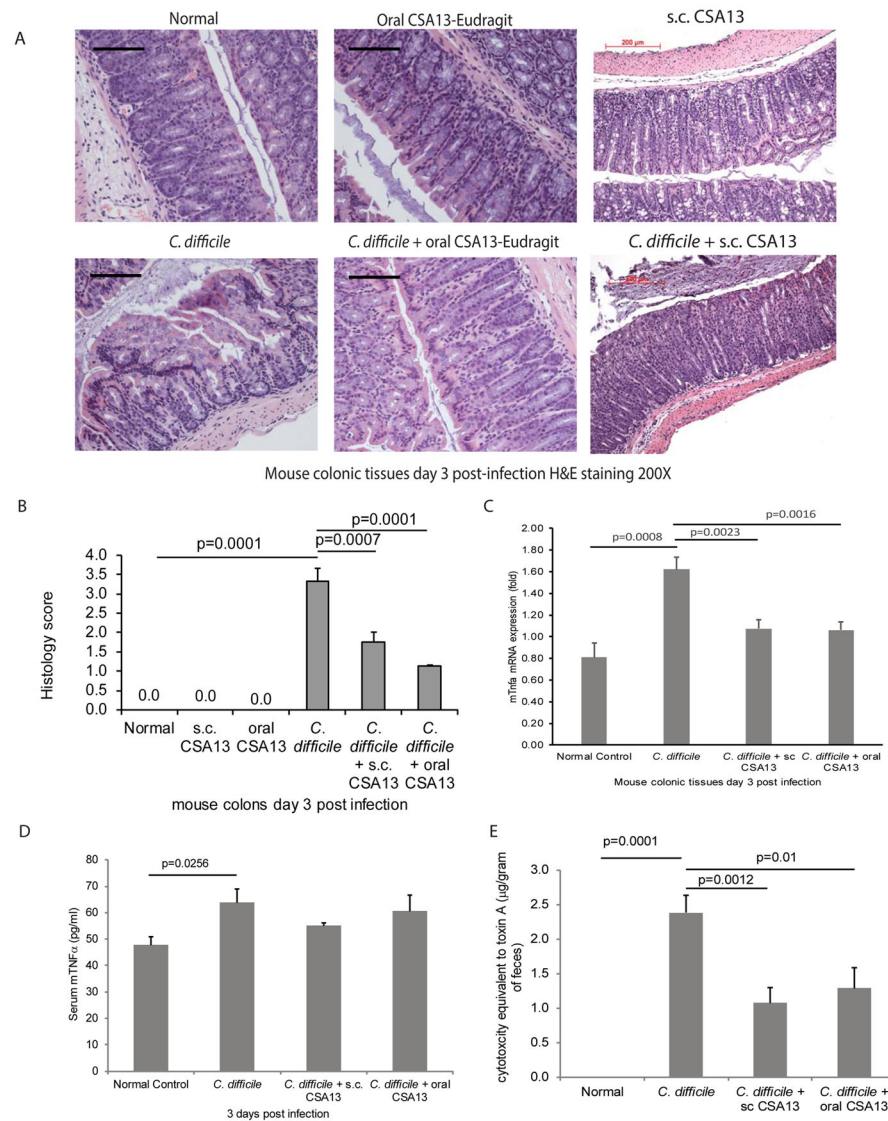 A
Normal
Oral CSA13-Eudragit
s.c. CSA13
200 µm
C. difficile
C. difficile + oral CSA13-Eudragit
C. difficile + s.c. CSA13
Mouse colonic tissues day 3 post-infection H&E staining 200X
B
p=0.0001
p=0.0001
p=0.0007
Histology score
4.0
3.5
3.0
2.5
2.0
1.5
1.0
0.5
0.0
0.0
0.0
0.0
Normal
s.c. CSA13
oral CSA13
C. difficile
C. difficile + s.c. CSA13
C. difficile + oral CSA13
mouse colons day 3 post infection
C
p=0.0016
p=0.0008
p=0.0023
mTnfa mRNA expression (fold)
2.00
1.80
1.60
1.40
1.20
1.00
0.80
0.60
0.40
0.20
0.00
Normal Control
C. difficile
C. difficile + sc CSA13
C. difficile + oral CSA13
Mouse colonic tissues day 3 post infection
D
p=0.0256
Serum mTNFα (pg/ml)
80
70
60
50
40
30
20
10
0
Normal Control
C. difficile
C. difficile + s.c. CSA13
C. difficile + oral CSA13
3 days post infection
E
p=0.0001
p=0.01
p=0.0012
cytotoxcity equivalent to toxin A (µg/gram of feces)
3.0
2.5
2.0
1.5
1.0
0.5
0.0
Normal
C. difficile
C. difficile + sc CSA13
C. difficile + oral CSA13